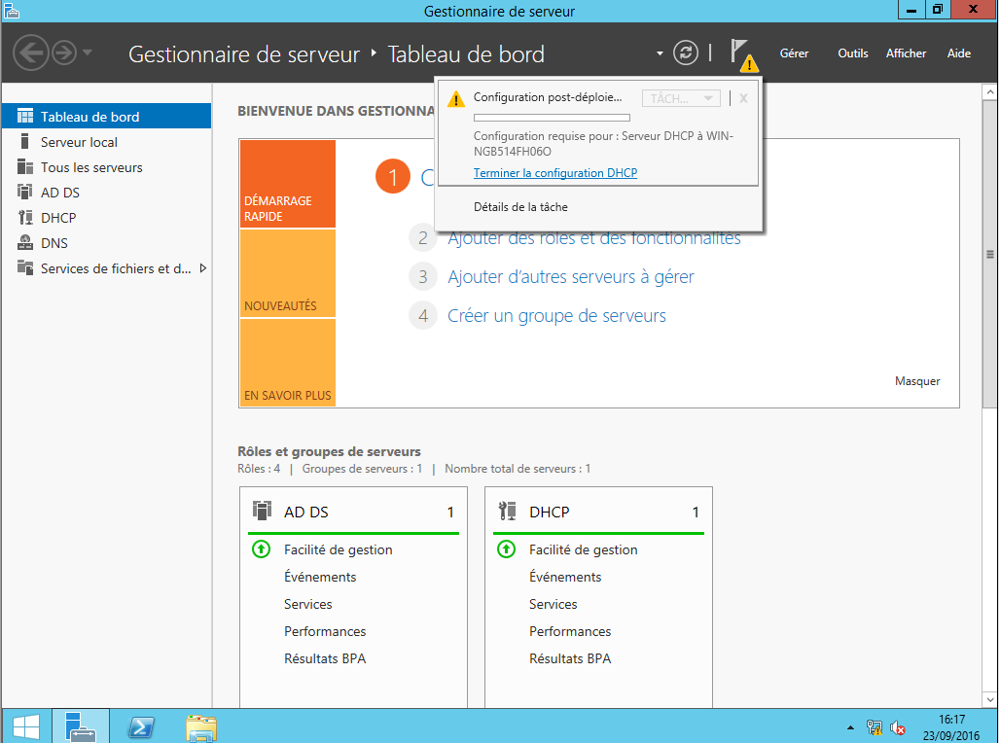 Gestionnaire de serveur
Gestionnaire de serveur ‣ Tableau de bord
Gérer
Outils
Afficher
Aide
Configuration post-déploie...
TÂCH...
X
Configuration requise pour : Serveur DHCP à WIN-
NGB514FH06O
Terminer la configuration DHCP
Détails de la tâche
Tableau de bord
Serveur local
Tous les serveurs
AD DS
DHCP
DNS
Services de fichiers et d...
BIENVENUE DANS GESTIONNA
DÉMARRAGE
RAPIDE
NOUVEAUTÉS
EN SAVOIR PLUS
1 C
2 Ajouter des rôles et des fonctionnalités
3 Ajouter d'autres serveurs à gérer
4 Créer un groupe de serveurs
Masquer
Rôles et groupes de serveurs
Rôles : 4 | Groupes de serveurs : 1 | Nombre total de serveurs : 1
AD DS 1
Facilité de gestion
Événements
Services
Performances
Résultats BPA
DHCP 1
Facilité de gestion
Événements
Services
Performances
Résultats BPA
16:17
23/09/2016